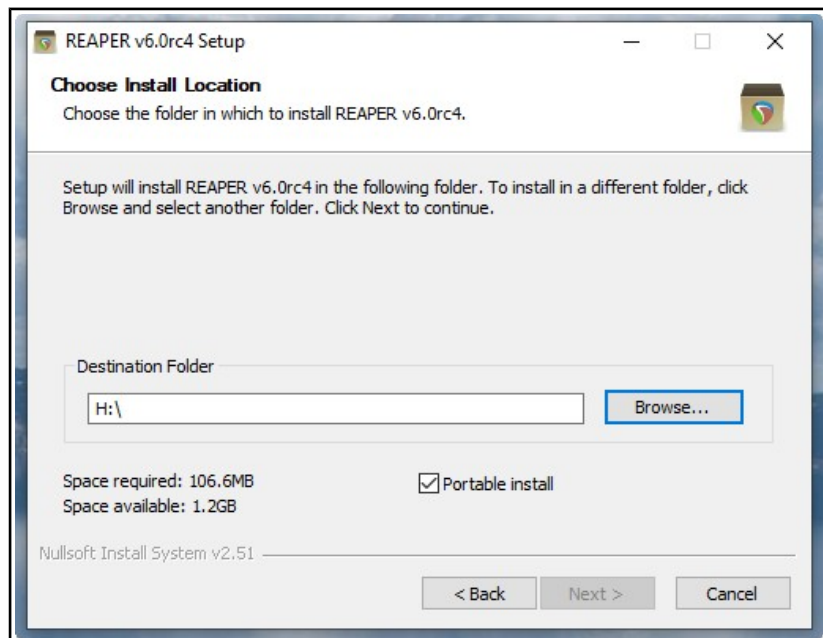 REAPER v6.0rc4 Setup
Choose Install Location
Choose the folder in which to install REAPER v6.0rc4.
Setup will install REAPER v6.0rc4 in the following folder. To install in a different folder, click
Browse and select another folder. Click Next to continue.
Destination Folder
H:\
Browse...
Space required: 106.6MB
Portable install
Space available: 1.2GB
Nullsoft Install System v2.51
< Back
Next >
Cancel